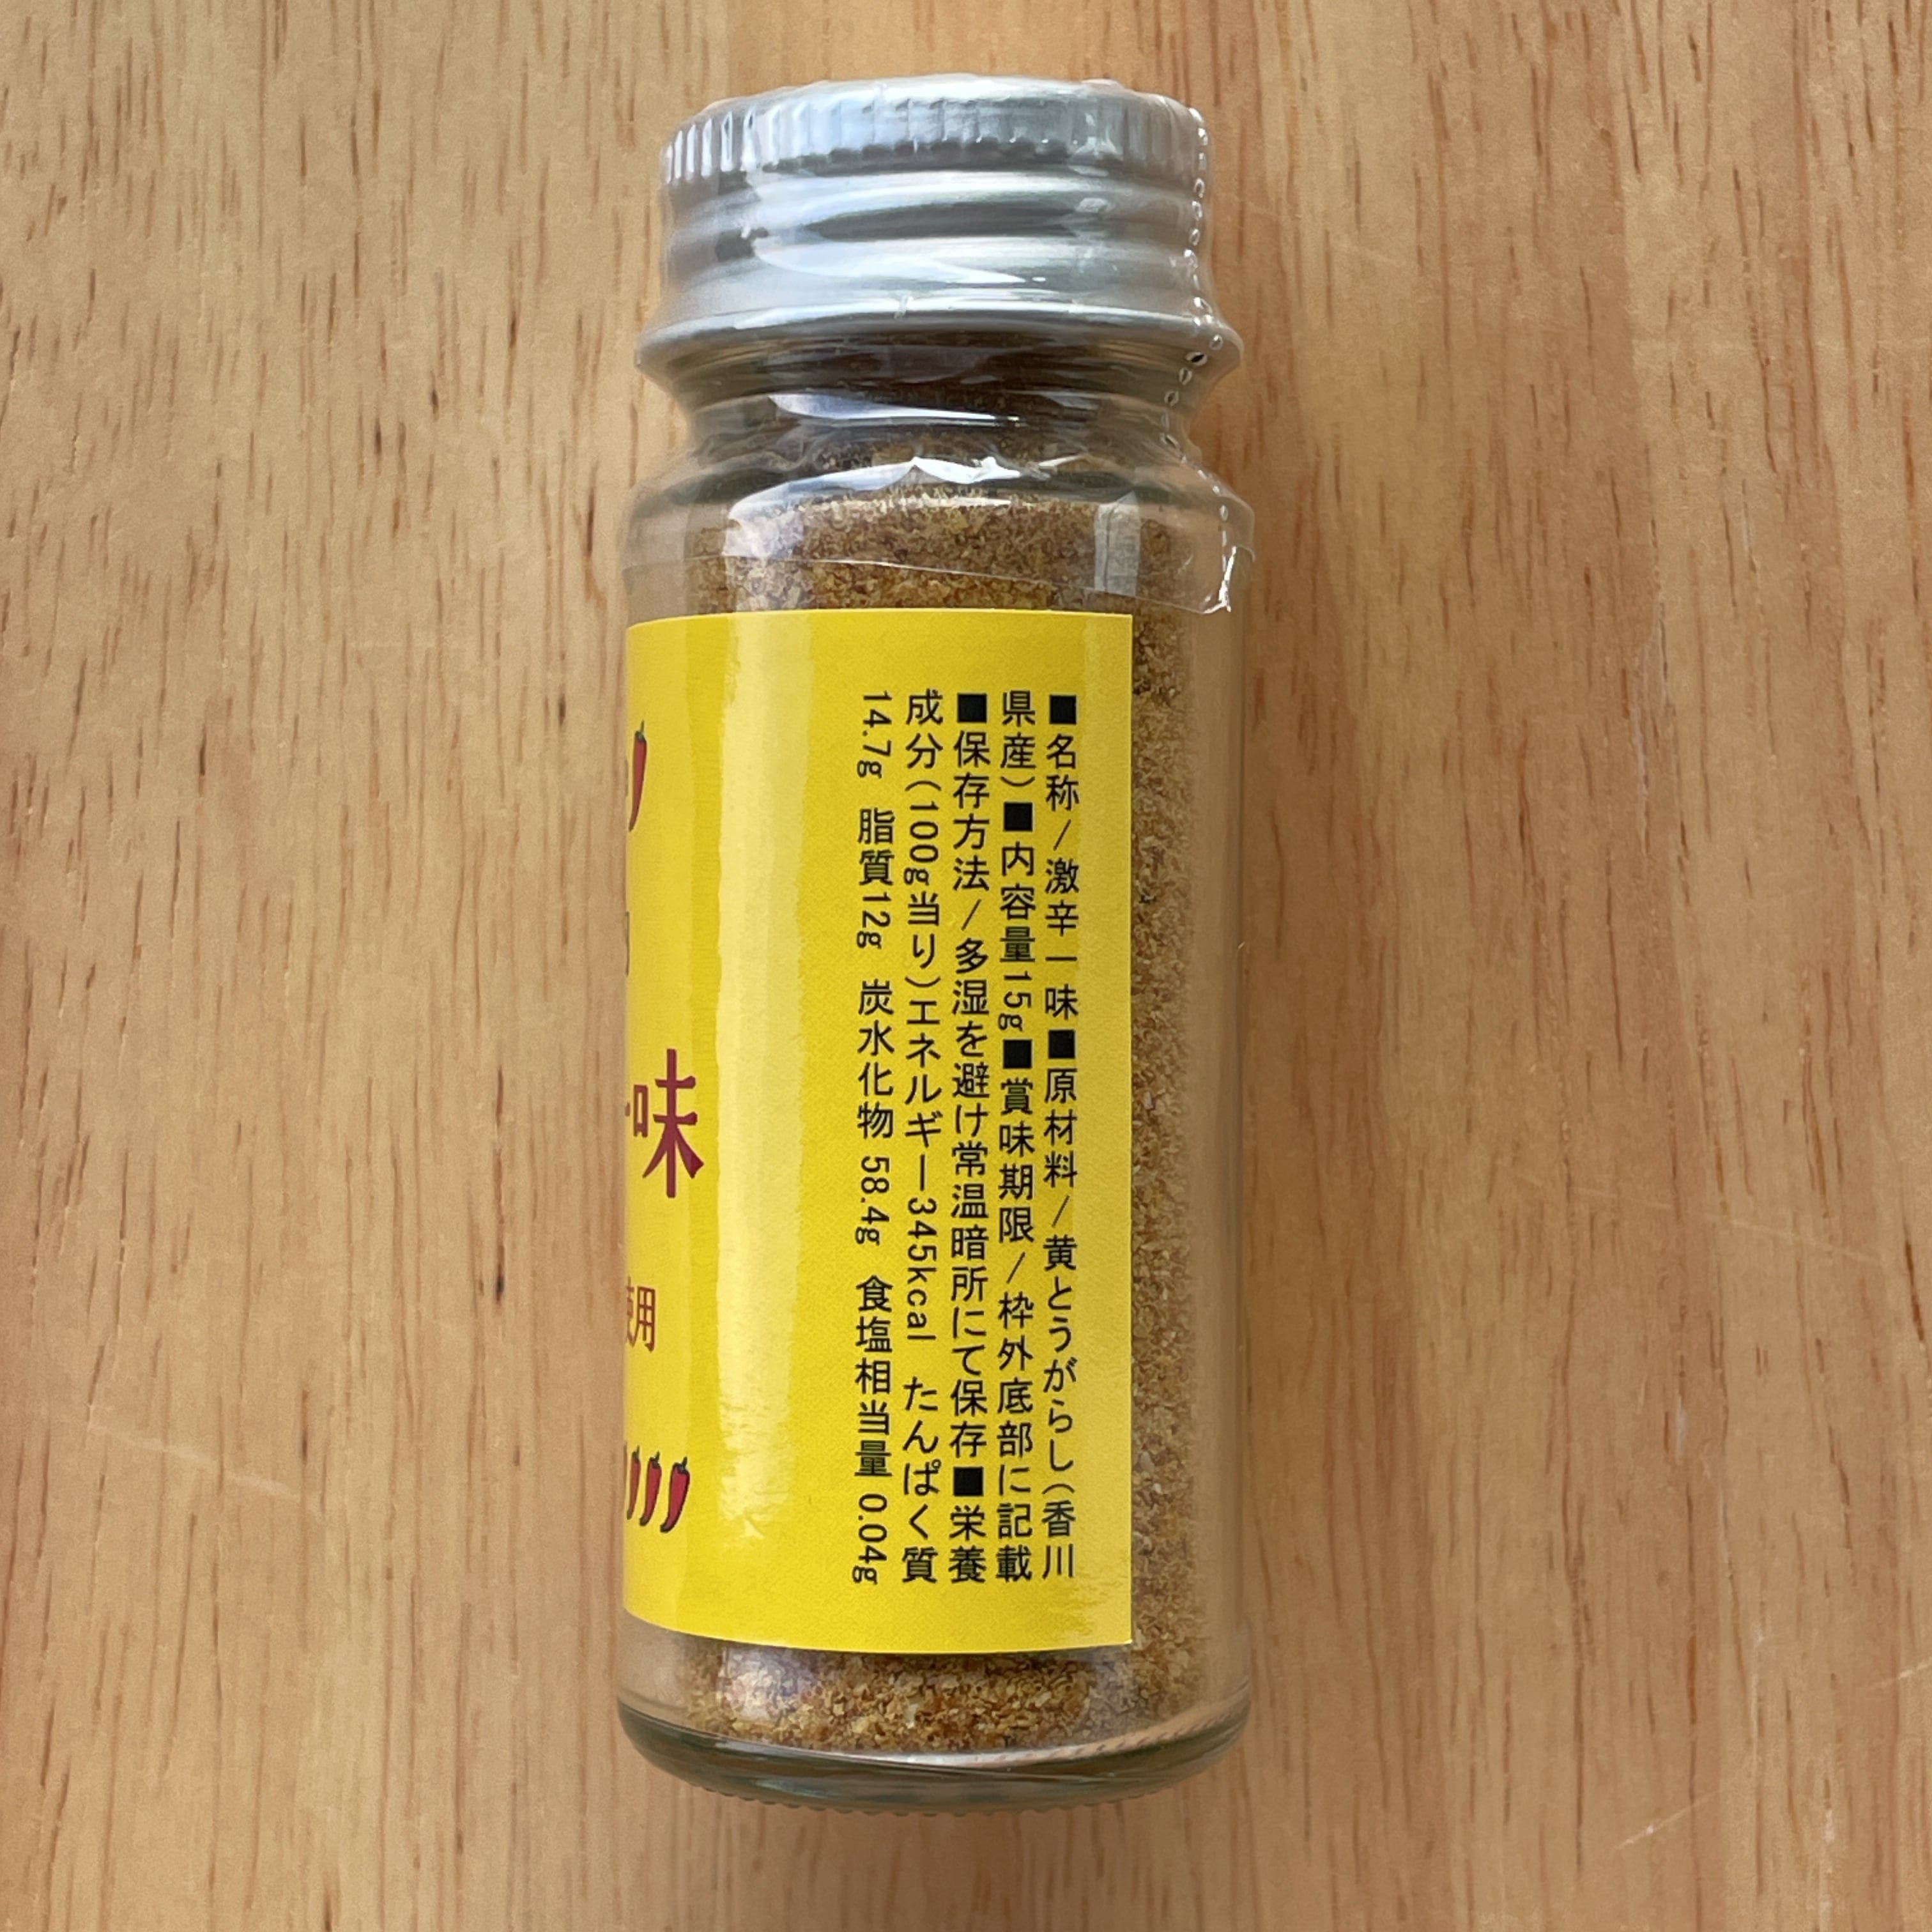 ■名称/激辛一味■原材料/黄とうがらし(香川
県産)■内容量15g■賞味期限/枠外底部に記載
■保存方法/多湿を避け常温暗所にて保存■栄養
成分(100g当り)エネルギー345kcal たんぱく質
14.7g 脂質12g 炭水化物 58.4g 食塩相当量 0.04g
味
使用